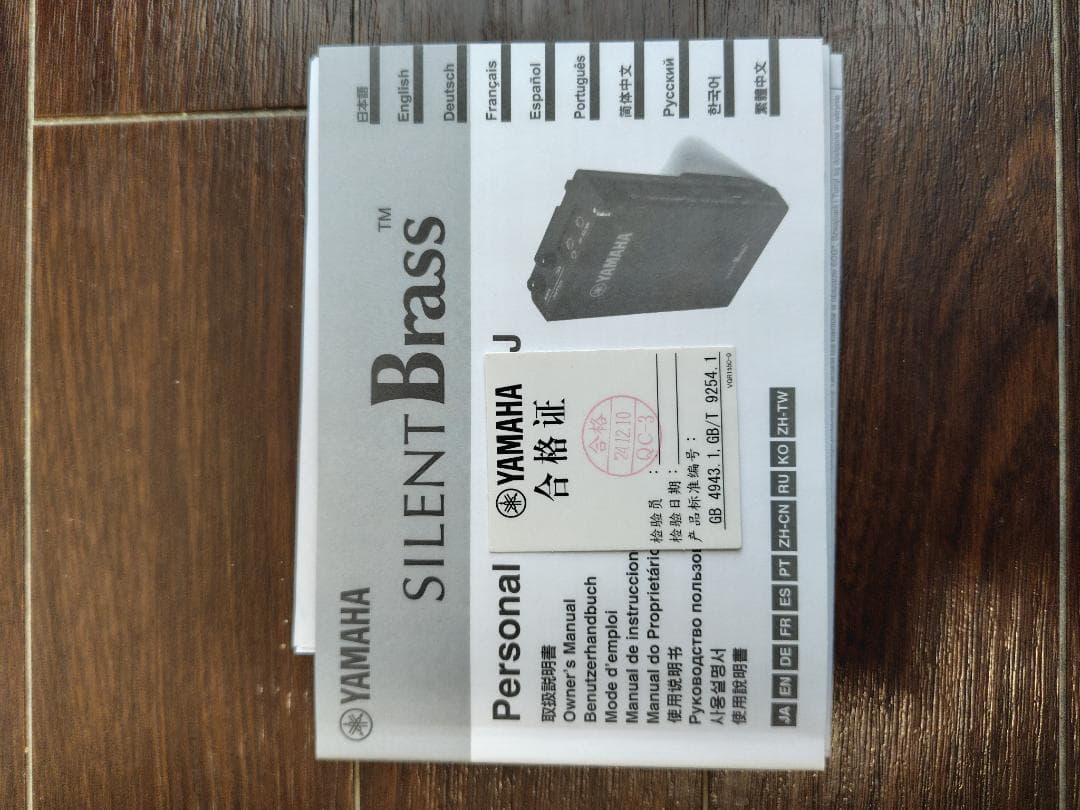 YAMAHA
SILENT Brass™
日本語
English
Deutsch
Français
Español
Português
简体中文
Русский
한국어
繁體中文
YAMAHA
Personal
J
取扱説明書
Owner's Manual
Benutzerhandbuch
Mode d'emploi
Manual de instruccion
Manual do Proprietário
使用说明书
Руководство пользо
사용설명서
使用說明書
JA EN DE FR ES PT ZH-CN RU KO ZH-TW
YAMAHA
合格证
合格
24.12.10
QC-3
检验员：
检验日期：
产品标准编号：
GB 4943.1, GB/T 9254.1